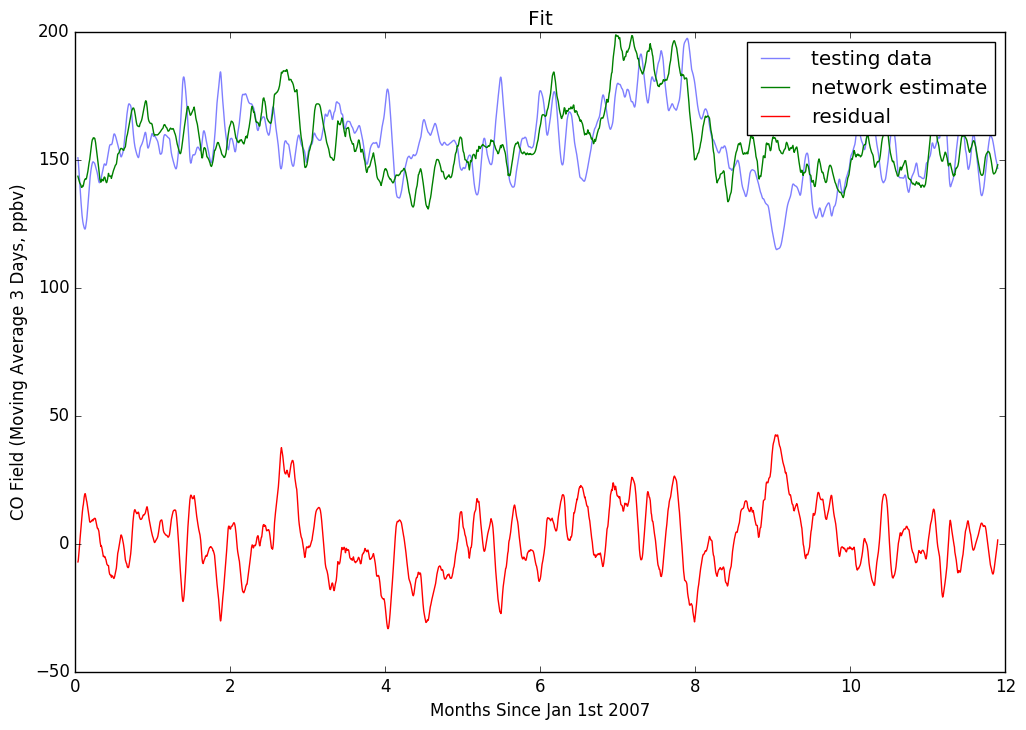 Fit
testing data
network estimate
residual
CO Field (Moving Average 3 Days, ppbv)
200
150
100
50
0
−50
0 2 4 6 8 10 12
Months Since Jan 1st 2007